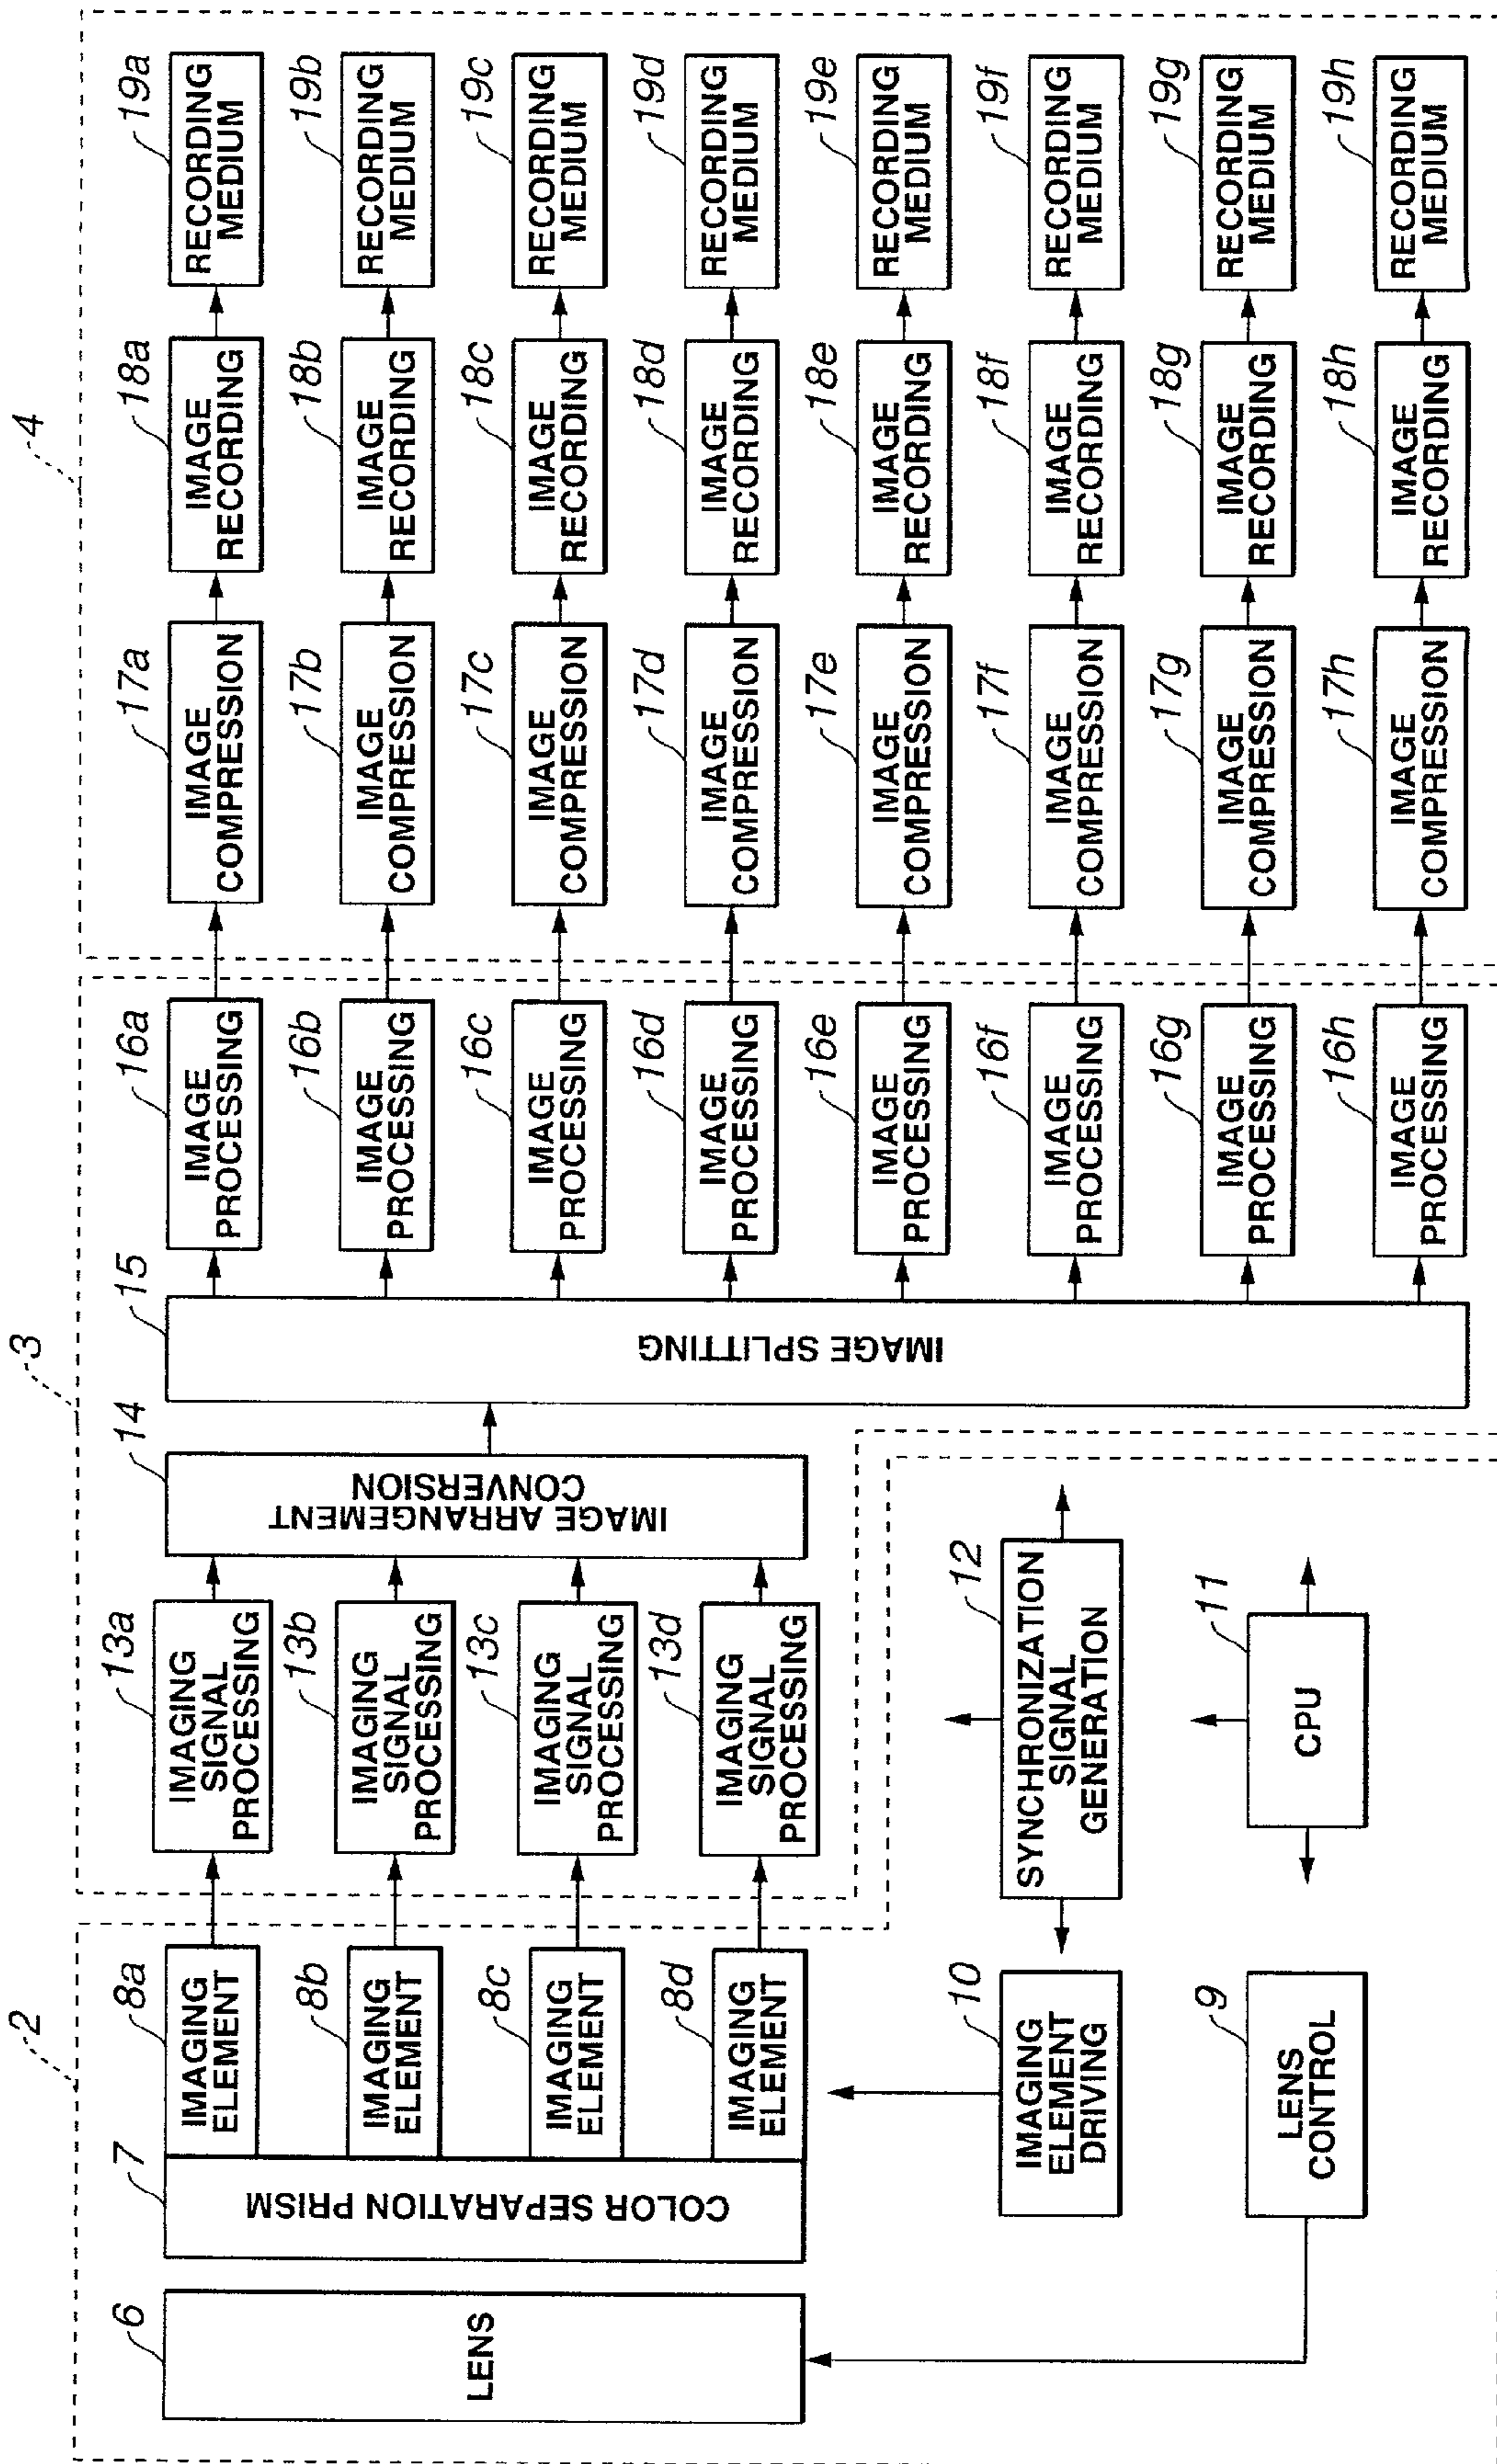 2
3
4
6
LENS
7
COLOR SEPARATION PRISM
8a
IMAGING
ELEMENT
8b
IMAGING
ELEMENT
8c
IMAGING
ELEMENT
8d
IMAGING
ELEMENT
10
IMAGING
ELEMENT
DRIVING
9
LENS
CONTROL
12
SYNCHRONIZATION
SIGNAL
GENERATION
11
CPU
13a
IMAGING
SIGNAL
PROCESSING
13b
IMAGING
SIGNAL
PROCESSING
13c
IMAGING
SIGNAL
PROCESSING
13d
IMAGING
SIGNAL
PROCESSING
14
IMAGE ARRANGEMENT
CONVERSION
15
IMAGE SPLITTING
16a
IMAGE
PROCESSING
17a
IMAGE
COMPRESSION
18a
IMAGE
RECORDING
19a
RECORDING
MEDIUM
16b
IMAGE
PROCESSING
17b
IMAGE
COMPRESSION
18b
IMAGE
RECORDING
19b
RECORDING
MEDIUM
16c
IMAGE
PROCESSING
17c
IMAGE
COMPRESSION
18c
IMAGE
RECORDING
19c
RECORDING
MEDIUM
16d
IMAGE
PROCESSING
17d
IMAGE
COMPRESSION
18d
IMAGE
RECORDING
19d
RECORDING
MEDIUM
16e
IMAGE
PROCESSING
17e
IMAGE
COMPRESSION
18e
IMAGE
RECORDING
19e
RECORDING
MEDIUM
16f
IMAGE
PROCESSING
17f
IMAGE
COMPRESSION
18f
IMAGE
RECORDING
19f
RECORDING
MEDIUM
16g
IMAGE
PROCESSING
17g
IMAGE
COMPRESSION
18g
IMAGE
RECORDING
19g
RECORDING
MEDIUM
16h
IMAGE
PROCESSING
17h
IMAGE
COMPRESSION
18h
IMAGE
RECORDING
19h
RECORDING
MEDIUM